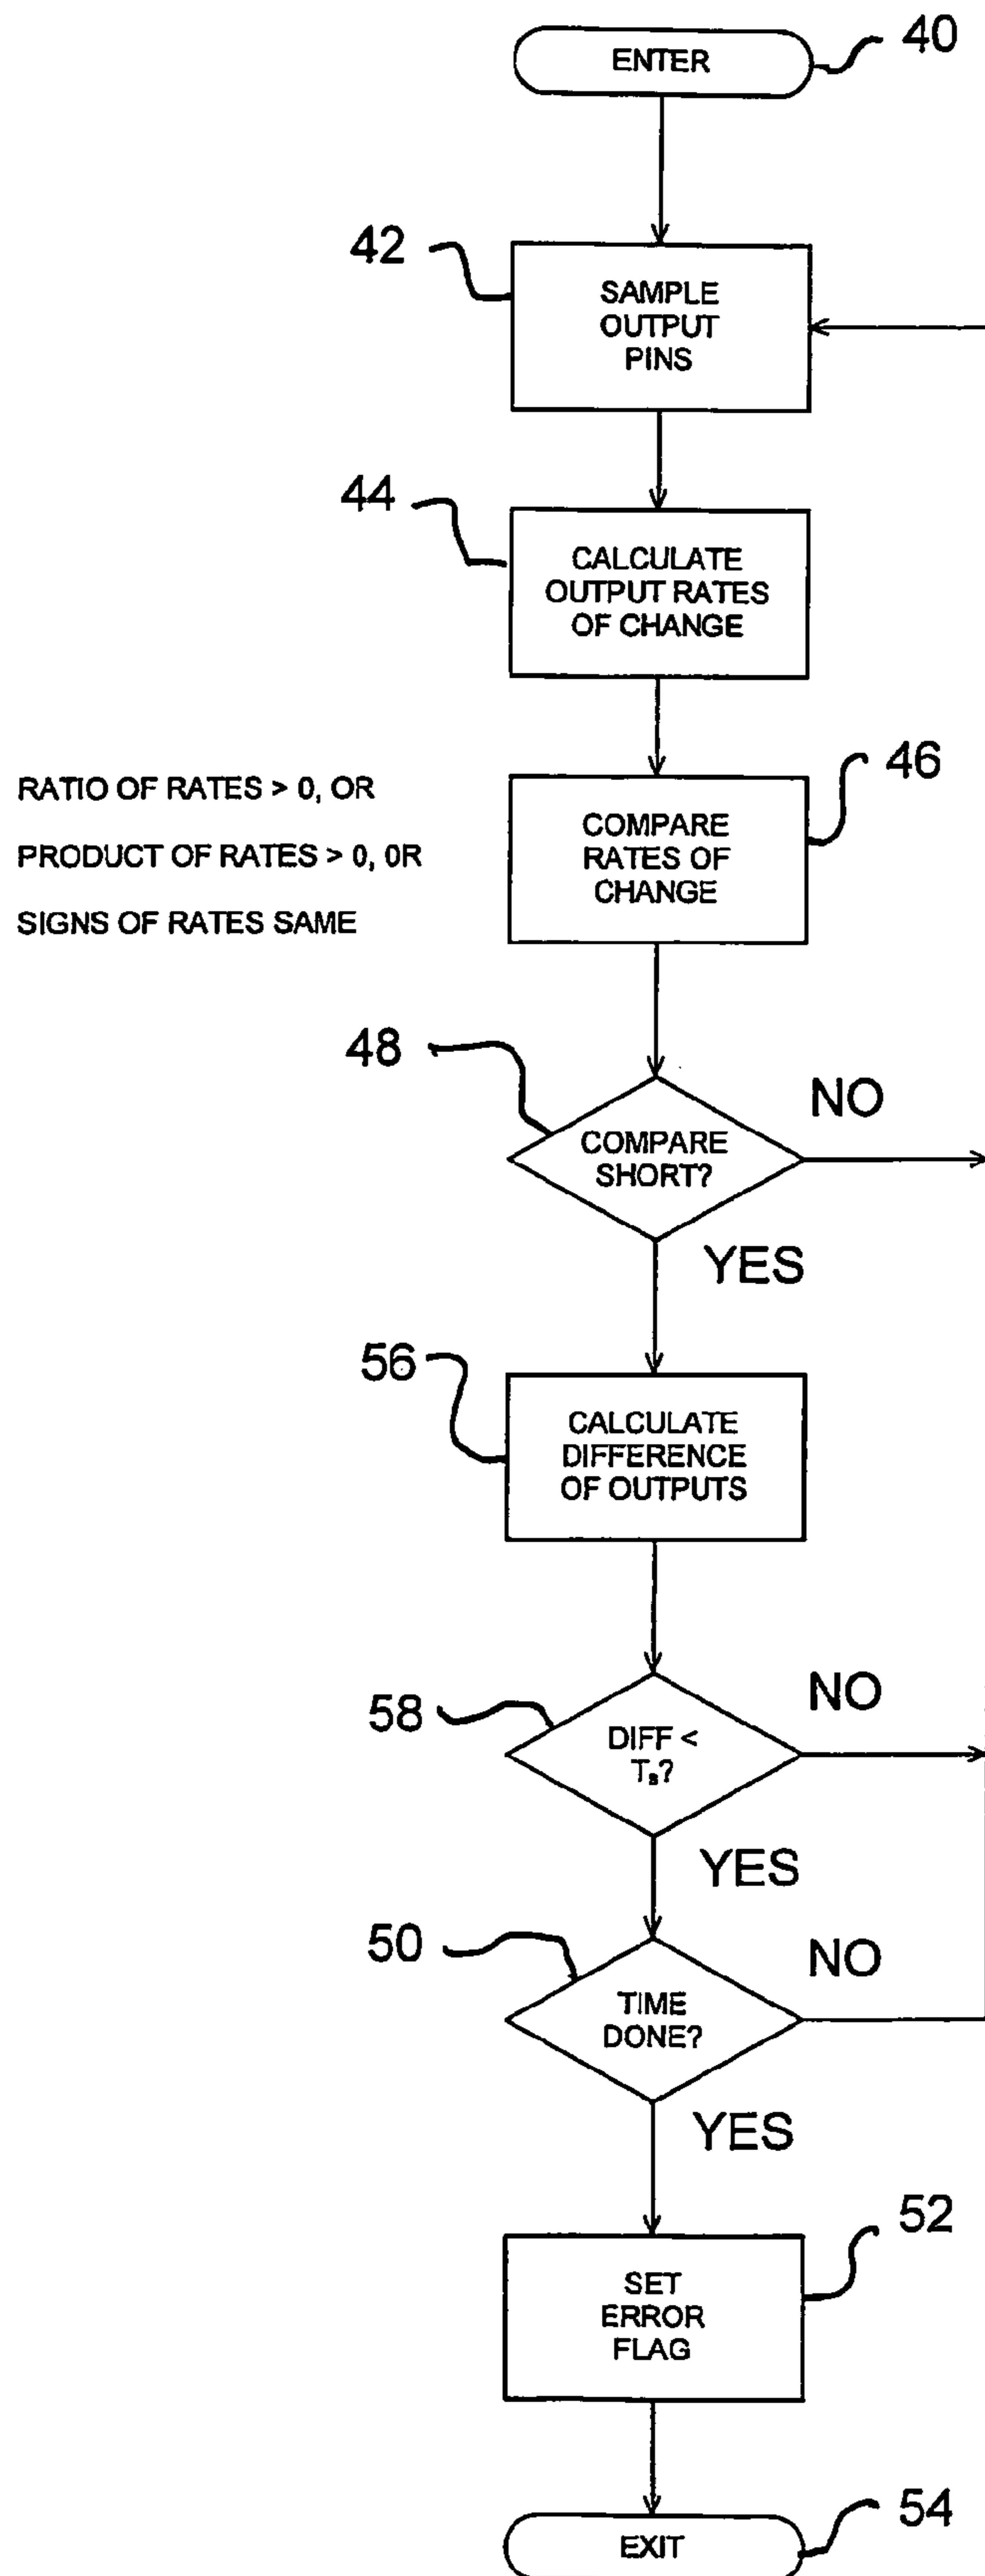 ENTER
40
42
SAMPLE
OUTPUT
PINS
44
CALCULATE
OUTPUT RATES
OF CHANGE
46
RATIO OF RATES > 0, OR
PRODUCT OF RATES > 0, 0R
SIGNS OF RATES SAME
COMPARE
RATES OF
CHANGE
48
COMPARE
SHORT?
NO
YES
56
CALCULATE
DIFFERENCE
OF OUTPUTS
58
DIFF <
Ts?
NO
YES
50
TIME
DONE?
NO
YES
52
SET
ERROR
FLAG
54
EXIT